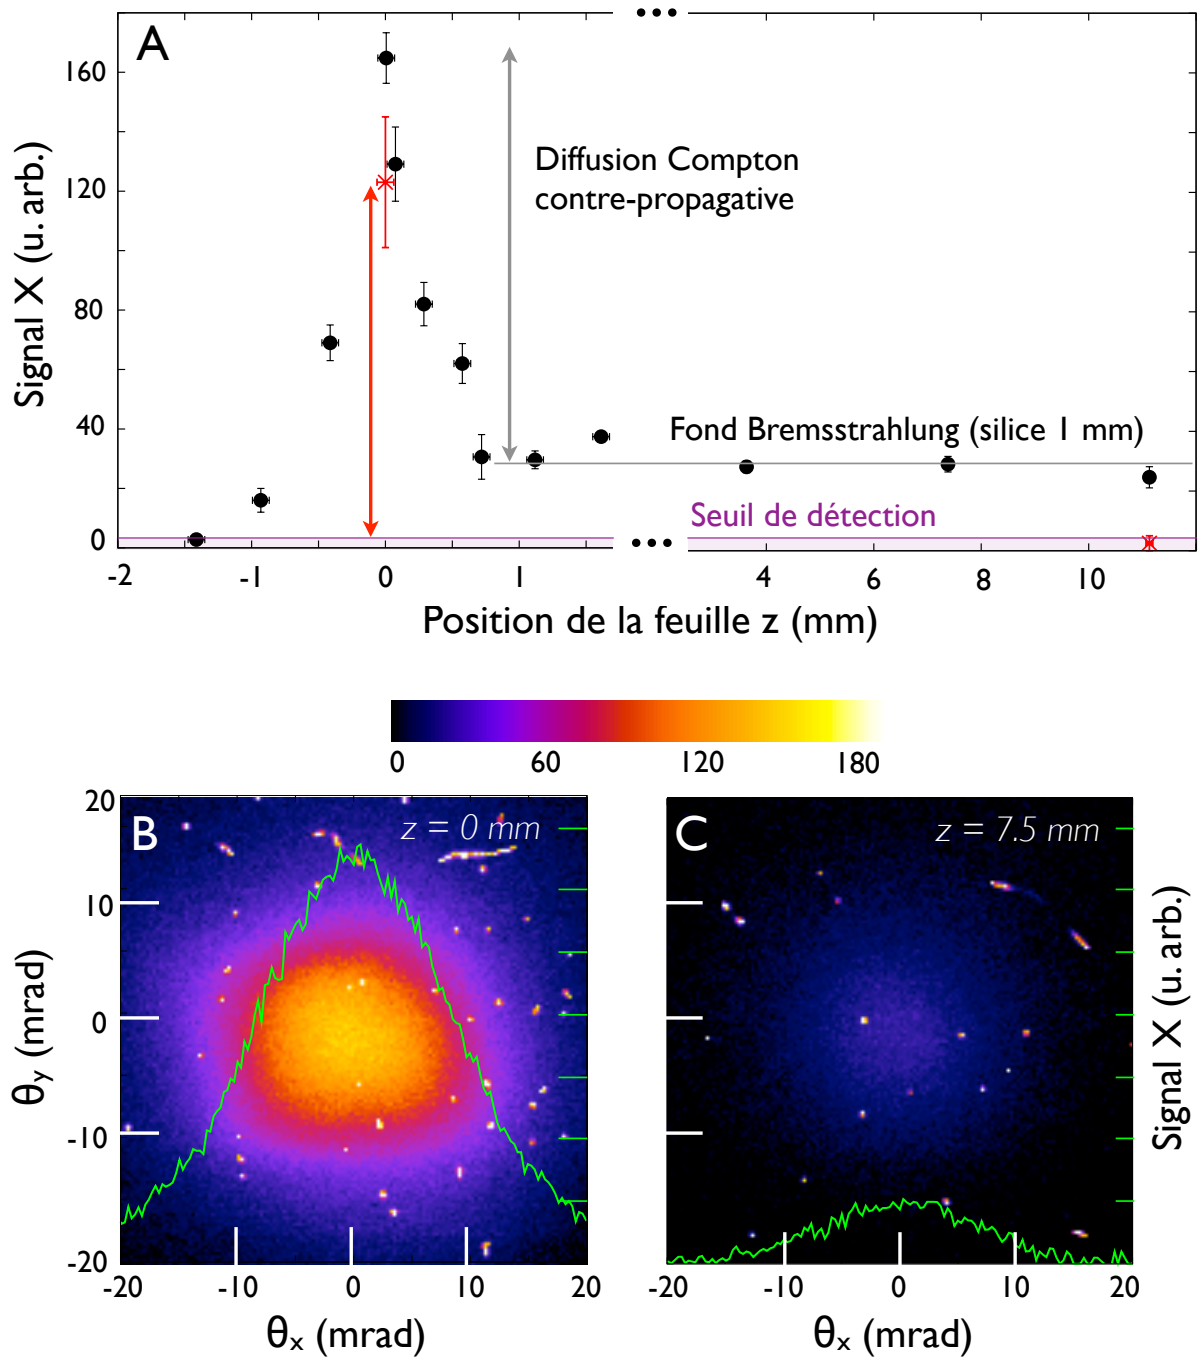 A
Signal X (u. arb.)
160
120
80
40
0
Diffusion Compton
contre-propagative
Fond Bremsstrahlung (silice 1 mm)
Seuil de détection
-2 -1 0 1 4 6 8 10
Position de la feuille z (mm)
0 60 120 180
B
z = 0 mm
θy (mrad)
20
10
0
-10
-20
-20 -10 0 10 20
θx (mrad)
C
z = 7.5 mm
Signal X (u. arb.)
-20 -10 0 10 20
θx (mrad)